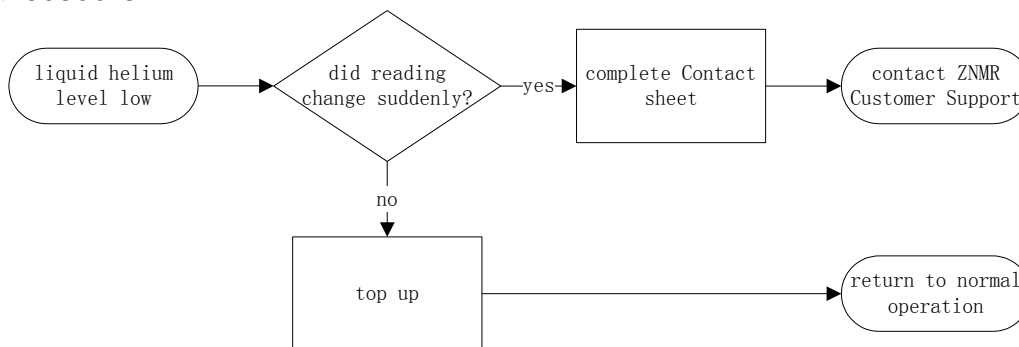 liquid helium
level low
did reading
change suddenly?
yes
complete Contact
sheet
contact ZNMR
Customer Support
no
top up
return to normal
operation